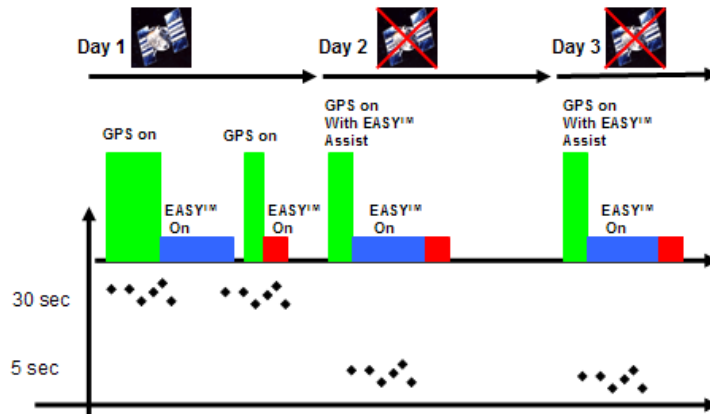 Day 1
Day 2
Day 3
GPS on
GPS on
GPS on
With EASY™
Assist
GPS on
With EASY™
Assist
EASY™
On
EASY™
On
EASY™
On
EASY™
On
30 sec
5 sec